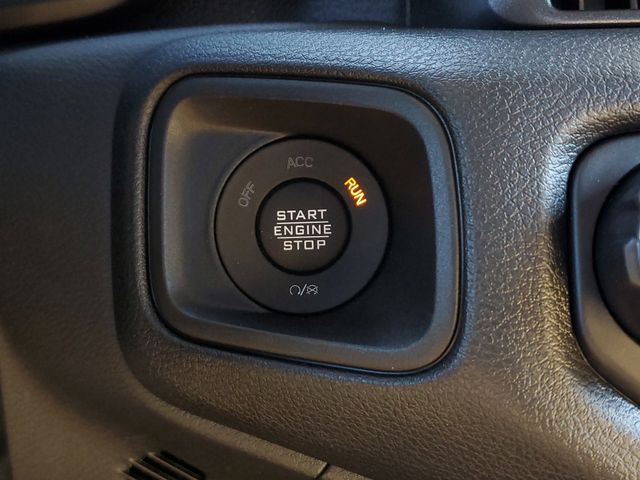 ACC
OFF
RUN
START
ENGINE
STOP